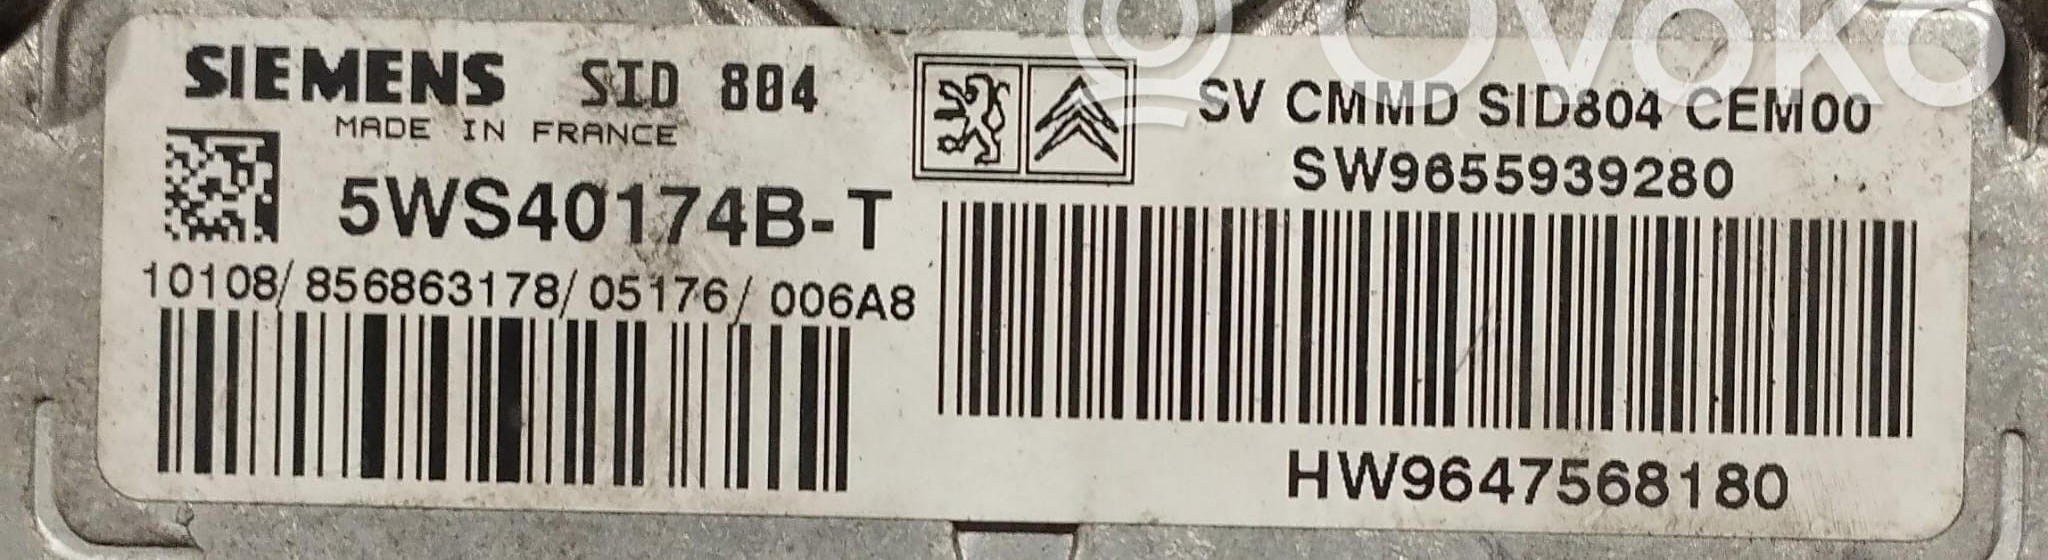 SIEMENS SID 804
MADE IN FRANCE
5WS40174B-T
10108/856863178/05176/006A8
SV CMMD SID804 CEM00
SW9655939280
HW9647568180
Ovoko